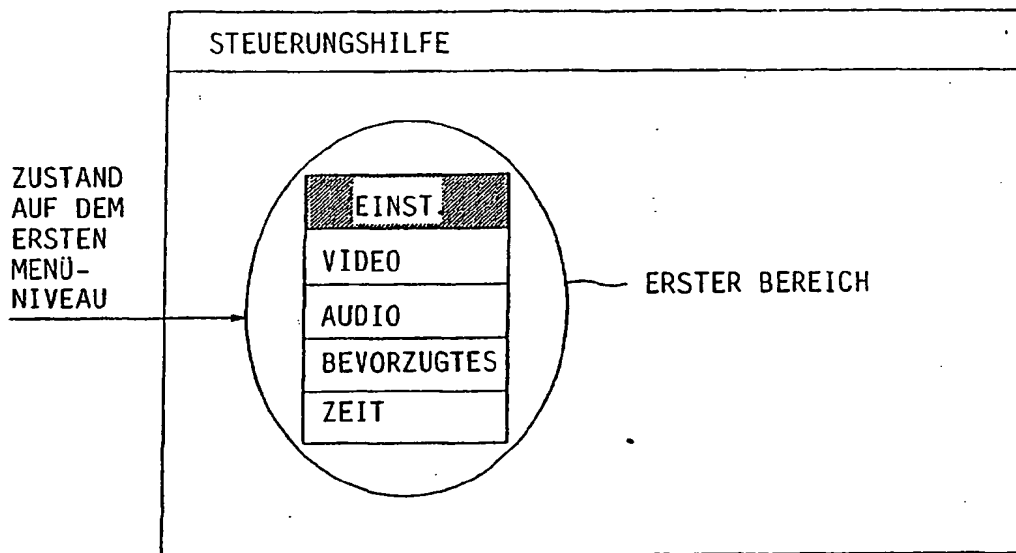 STEUERUNGSHILFE
ZUSTAND
AUF DEM
ERSTEN
MENÜ-
NIVEAU
EINST.
VIDEO
AUDIO
BEVORZUGTES
ZEIT
ERSTER BEREICH